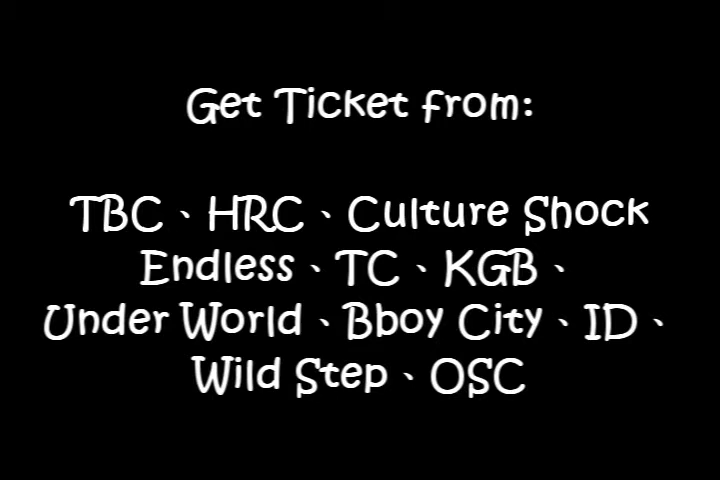 Get Ticket from:
TBC、HRC、Culture Shock
Endless、TC、KGB、
Under World、Bboy City、ID、
Wild Step、OSC